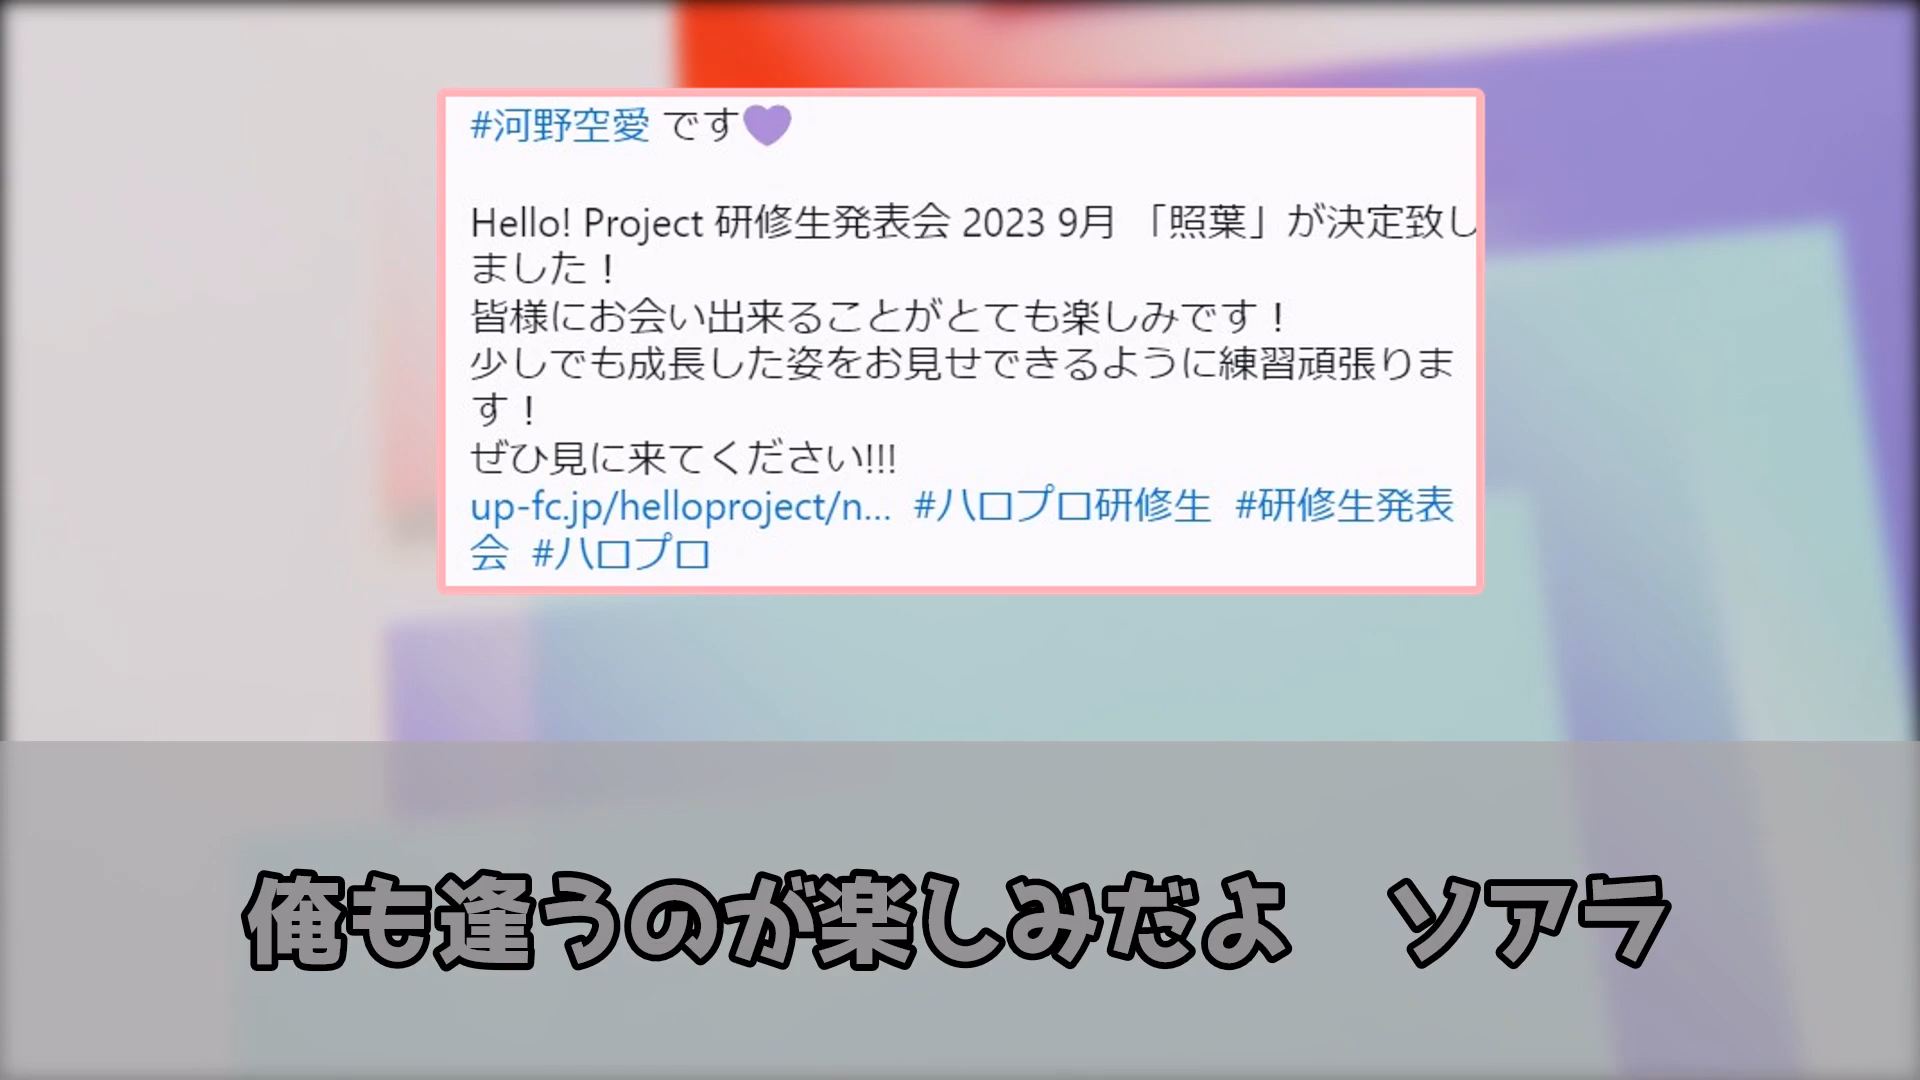 #河野空愛 です💜
Hello! Project 研修生発表会 2023 9月 「照葉」が決定致し
ました！
皆様にお会い出来ることがとても楽しみです！
少しでも成長した姿をお見せできるように練習頑張りま
す！
ぜひ見に来てください!!!
up-fc.jp/helloproject/n... #ハロプロ研修生 #研修生発表
会 #ハロプロ
俺も逢うのが楽しみだよ　ソアラ